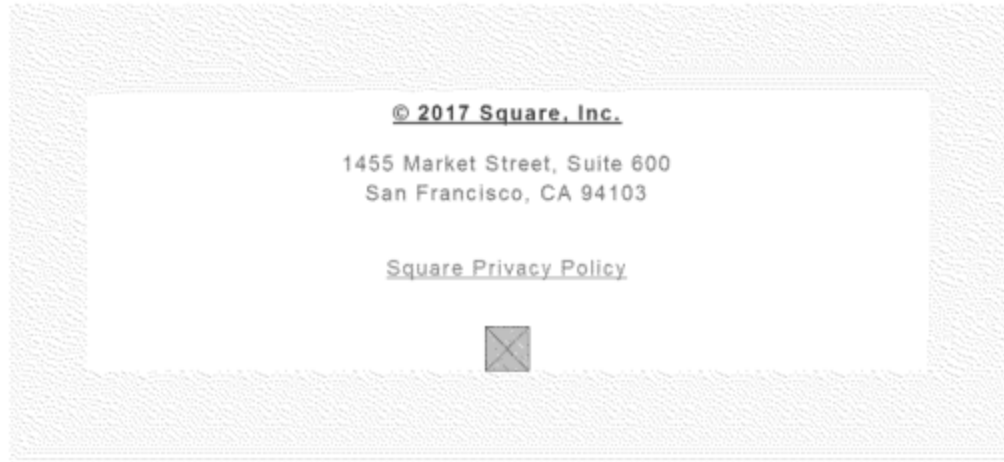 © 2017 Square, Inc.
1455 Market Street, Suite 600
San Francisco, CA 94103
Square Privacy Policy